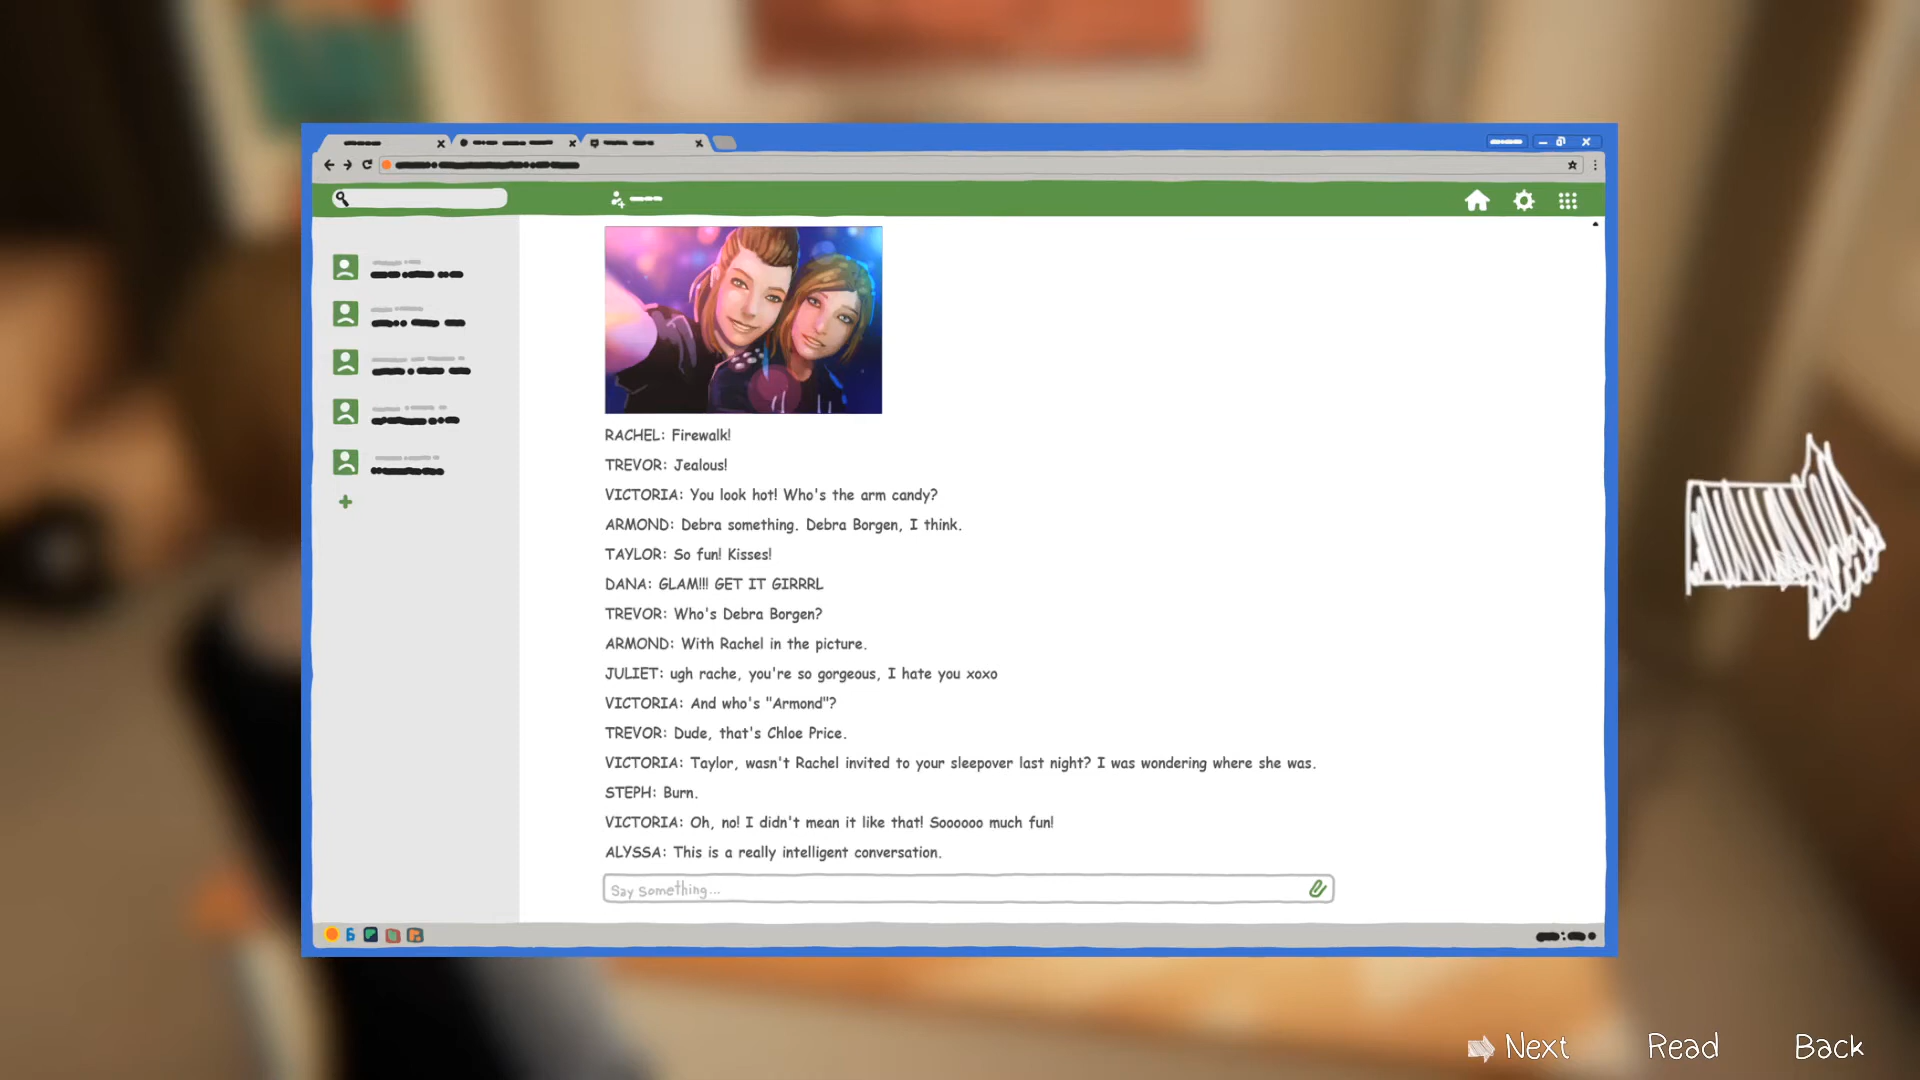 RACHEL: Firewalk!
TREVOR: Jealous!
VICTORIA: You look hot! Who's the arm candy?
ARMOND: Debra something. Debra Borgen, I think.
TAYLOR: So fun! Kisses!
DANA: GLAM!!! GET IT GIRRRL
TREVOR: Who's Debra Borgen?
ARMOND: With Rachel in the picture.
JULIET: ugh rache, you're so gorgeous, I hate you xoxo
VICTORIA: And who's "Armond"?
TREVOR: Dude, that's Chloe Price.
VICTORIA: Taylor, wasn't Rachel invited to your sleepover last night? I was wondering where she was.
STEPH: Burn.
VICTORIA: Oh, no! I didn't mean it like that! Soooooo much fun!
ALYSSA: This is a really intelligent conversation.
Say Something...
Next Read Back